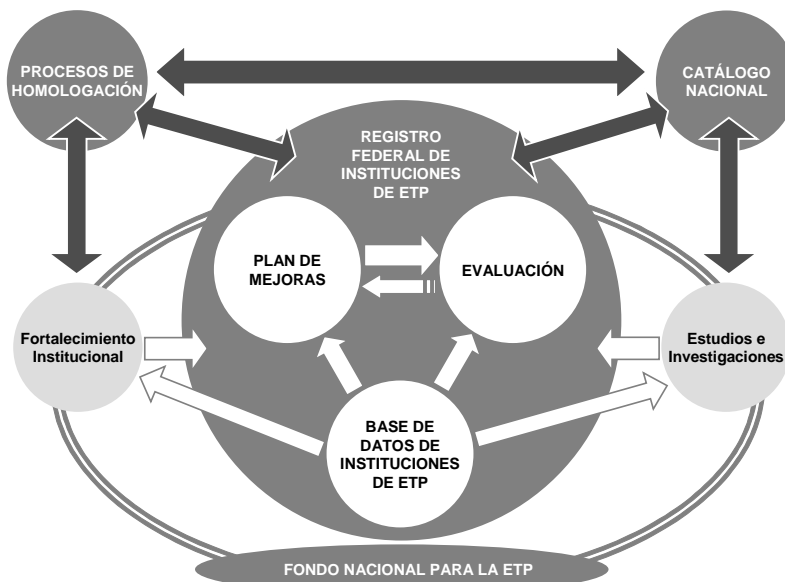 PROCESOS DE
HOMOLOGACIÓN
CATÁLOGO
NACIONAL
REGISTRO
FEDERAL DE
INSTITUCIONES
DE ETP
PLAN DE
MEJORAS
EVALUACIÓN
Fortalecimiento
Institucional
Estudios e
Investigaciones
BASE DE
DATOS DE
INSTITUCIONES
DE ETP
FONDO NACIONAL PARA LA ETP